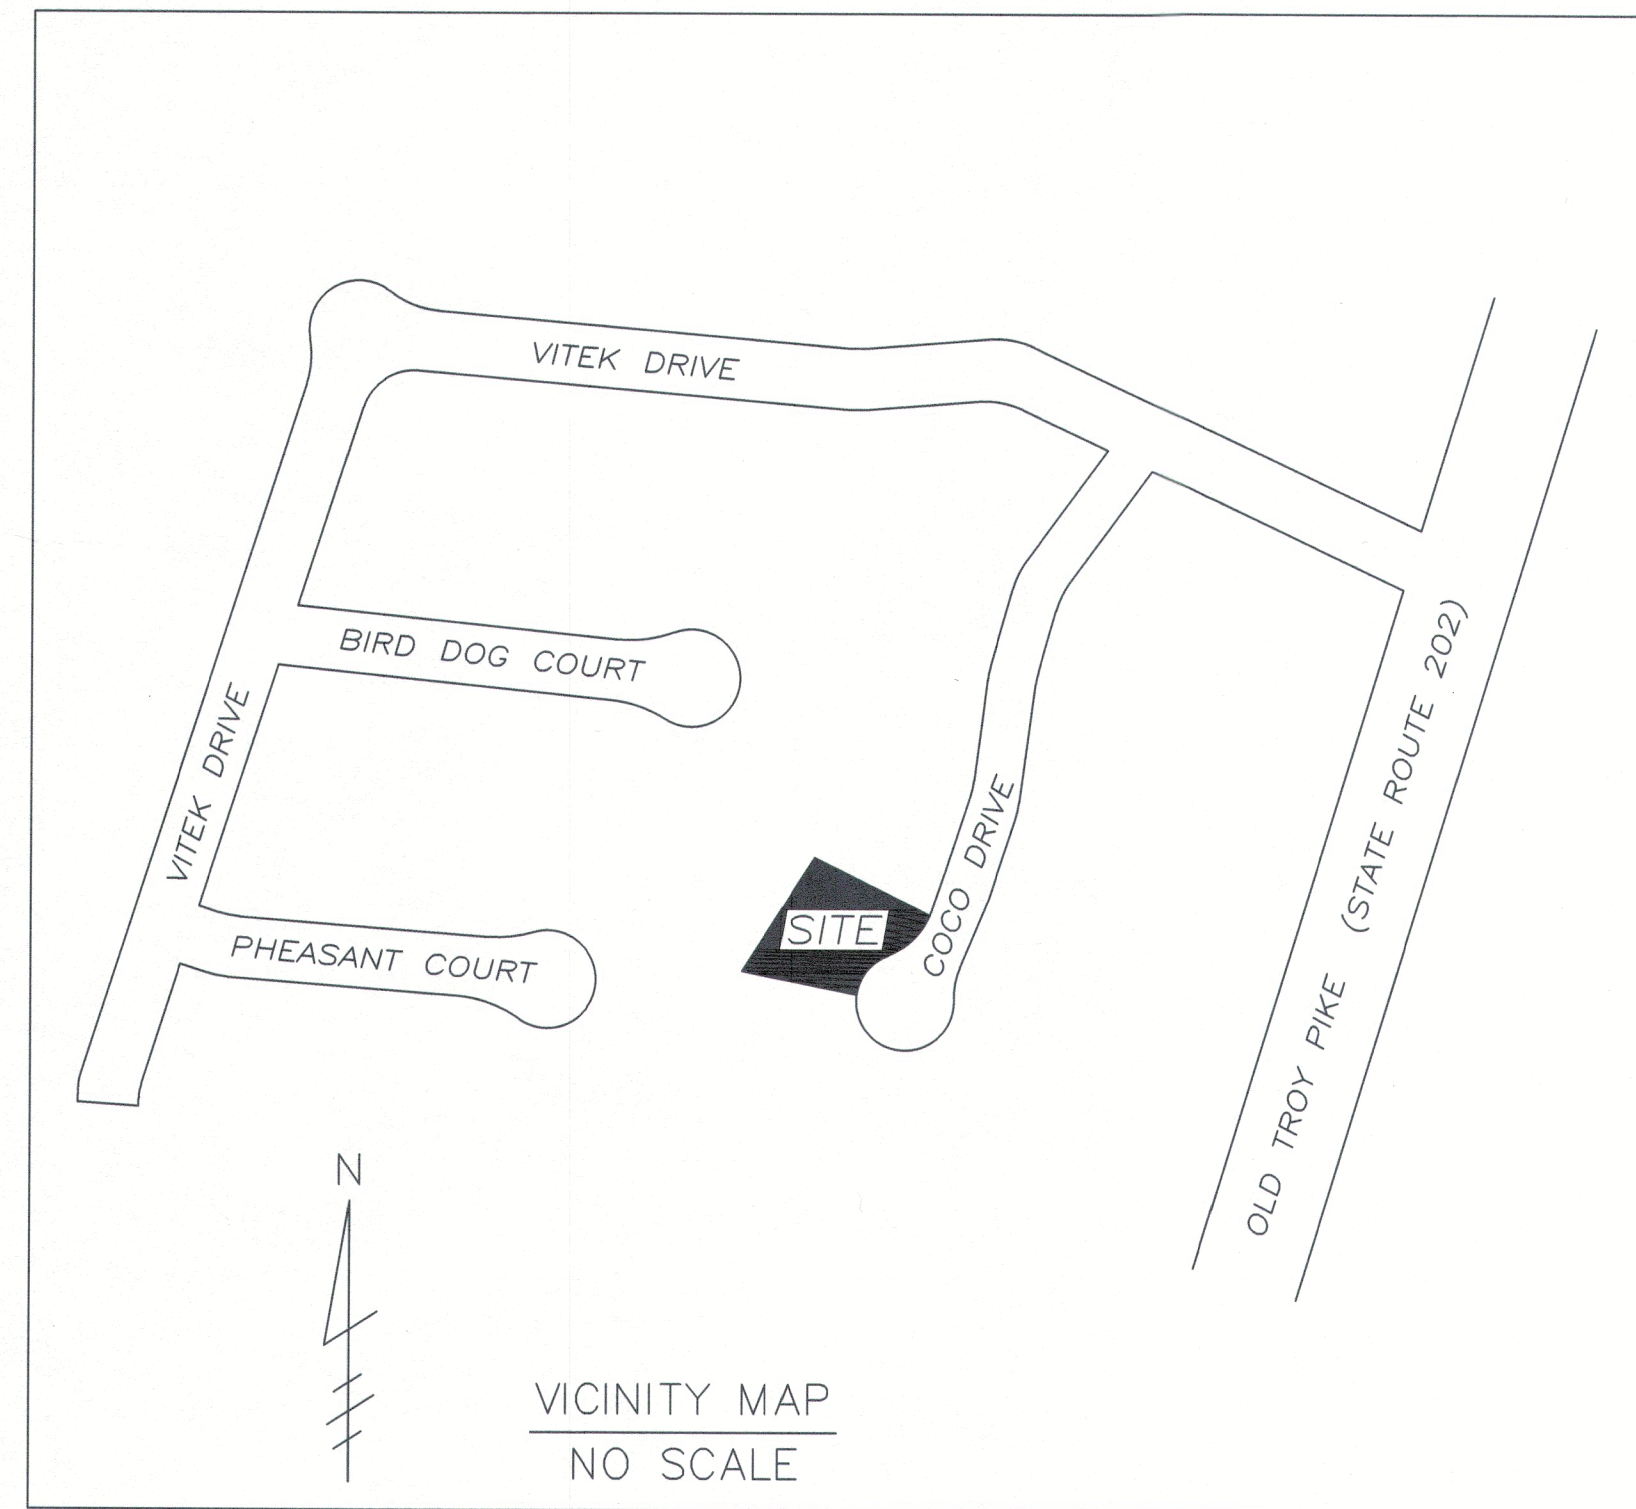 VITEK DRIVE
BIRD DOG COURT
VITEK DRIVE
PHEASANT COURT
SITE
COCO DRIVE
OLD TROY PIKE (STATE ROUTE 202)
N
VICINITY MAP
NO SCALE